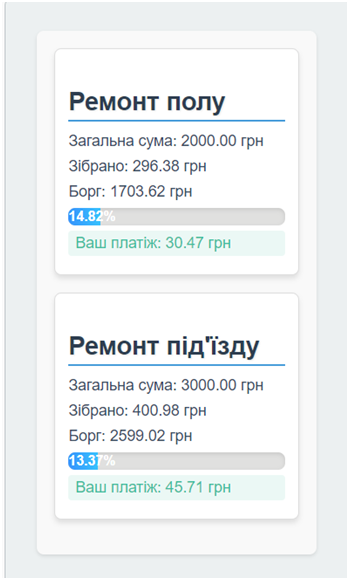 Ремонт полу
Загальна сума: 2000.00 грн
Зібрано: 296.38 грн
Борг: 1703.62 грн
14.82%
Ваш платіж: 30.47 грн
Ремонт під'їзду
Загальна сума: 3000.00 грн
Зібрано: 400.98 грн
Борг: 2599.02 грн
13.37%
Ваш платіж: 45.71 грн